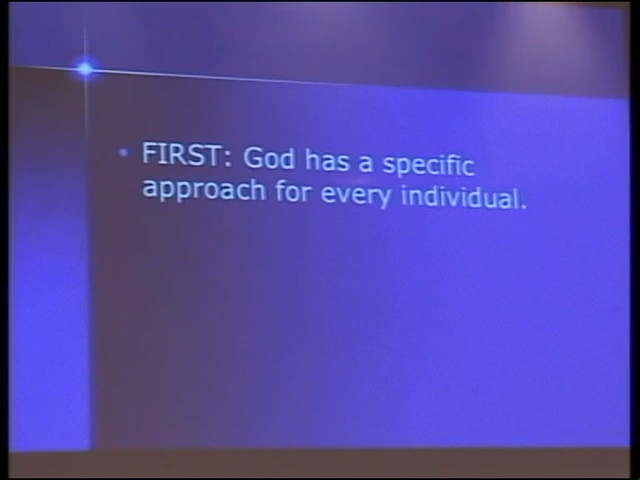 • FIRST: God has a specific
approach for every individual.